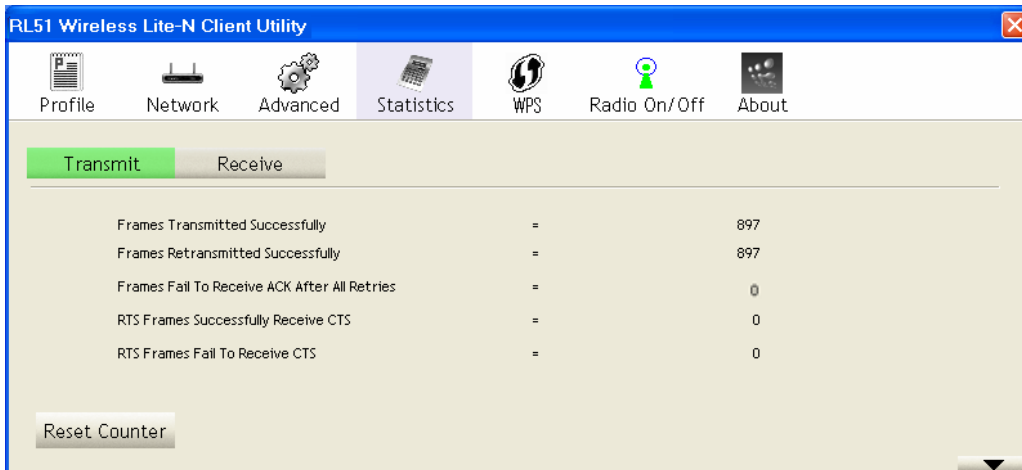 RL51 Wireless Lite-N Client Utility
Profile Network Advanced Statistics WPS Radio On/Off About
Transmit Receive
Frames Transmitted Successfully = 897
Frames Retransmitted Successfully = 897
Frames Fail To Receive ACK After All Retries = 0
RTS Frames Successfully Receive CTS = 0
RTS Frames Fail To Receive CTS = 0
Reset Counter